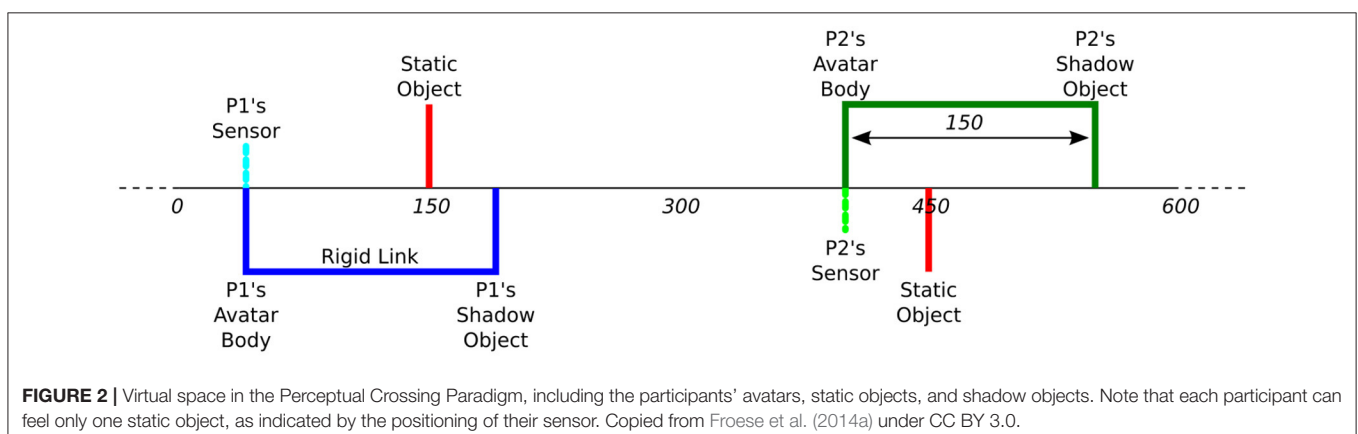 P2's
Avatar
Body
P2's
Shadow
Object
Static
Object
P1's
Sensor
150
0
150
300
450
600
Rigid Link
P2's
Sensor
P1's
Avatar
Body
P1's
Shadow
Object
Static
Object
FIGURE 2 | Virtual space in the Perceptual Crossing Paradigm, including the participants' avatars, static objects, and shadow objects. Note that each participant can
feel only one static object, as indicated by the positioning of their sensor. Copied from Froese et al. (2014a) under CC BY 3.0.